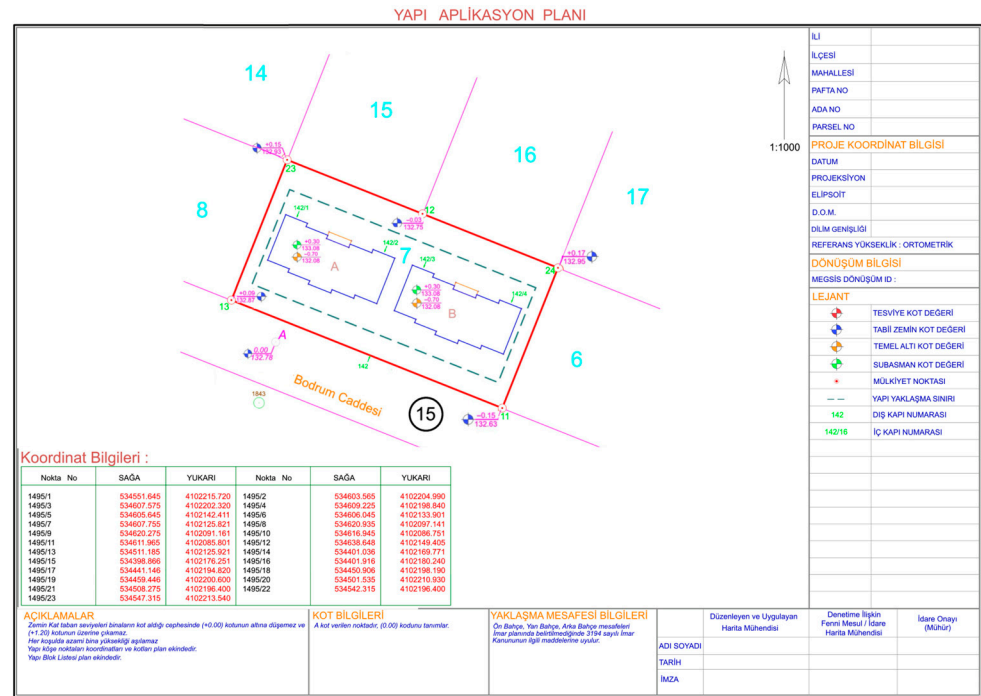 YAPI APLİKASYON PLANI
14
15
16
17
8
7
6
+0.15
132.93
23
-0.03
132.75
12
+0.17
132.95
24
+0.09
132.87
13
-0.15
132.63
11
142/1
142/2
142/3
142/4
+0.30
133.08
-0.70
132.08
A
+0.30
133.08
-0.70
132.08
B
A
0.00
132.78
142
1843
Bodrum Caddesi
15
1:1000
İLİ
İLÇESİ
MAHALLESİ
PAFTA NO
ADA NO
PARSEL NO
PROJE KOORDİNAT BİLGİSİ
DATUM
PROJEKSİYON
ELİPSOİT
D.O.M.
DİLİM GENİŞLİĞİ
REFERANS YÜKSEKLİK : ORTOMETRİK
DÖNÜŞÜM BİLGİSİ
MEGSİS DÖNÜŞÜM ID :
LEJANT
TESVİYE KOT DEĞERİ
TABİİ ZEMİN KOT DEĞERİ
TEMEL ALTI KOT DEĞERİ
SUBASMAN KOT DEĞERİ
MÜLKİYET NOKTASI
YAPI YAKLAŞMA SINIRI
142 DIŞ KAPI NUMARASI
142/16 İÇ KAPI NUMARASI
Koordinat Bilgileri :
Nokta No SAĞA YUKARI Nokta No SAĞA YUKARI
1495/1 534551.645 4102215.720 1495/2 534603.565 4102204.990
1495/3 534607.575 4102202.320 1495/4 534609.225 4102198.840
1495/5 534605.645 4102142.411 1495/6 534606.045 4102133.901
1495/7 534607.755 4102125.821 1495/8 534620.935 4102097.141
1495/9 534620.275 4102091.161 1495/10 534616.945 4102086.751
1495/11 534611.965 4102085.801 1495/12 534638.648 4102149.405
1495/13 534511.185 4102125.921 1495/14 534401.036 4102169.771
1495/15 534398.866 4102176.251 1495/16 534401.916 4102180.240
1495/17 534441.146 4102194.820 1495/18 534450.906 4102198.190
1495/19 534459.446 4102200.600 1495/20 534501.535 4102210.930
1495/21 534508.275 4102196.400 1495/22 534542.315 4102196.400
1495/23 534547.315 4102213.540
AÇIKLAMALAR
Zemin Kat taban seviyeleri binaların kot aldığı cephesinde (+0.00) kotunun altına düşemez ve
(+1.20) kotunun üzerine çıkamaz.
Her koşulda azami bina yüksekliği aşılamaz
Yapı köşe noktaları koordinatları ve kotları plan ekindedir.
Yapı Blok Listesi plan ekindedir.
KOT BİLGİLERİ
A kot verilen noktadır, (0.00) kodunu tanımlar.
YAKLAŞMA MESAFESİ BİLGİLERİ
Ön Bahçe, Yan Bahçe, Arka Bahçe mesafeleri
İmar planında belirtilmediğinde 3194 sayılı İmar
Kanununun ilgili maddelerine uyulur.
Düzenleyen ve Uygulayan
Harita Mühendisi
Denetime İlişkin
Fenni Mesul / İdare
Harita Mühendisi
İdare Onayı
(Mühür)
ADI SOYADI
TARİH
İMZA